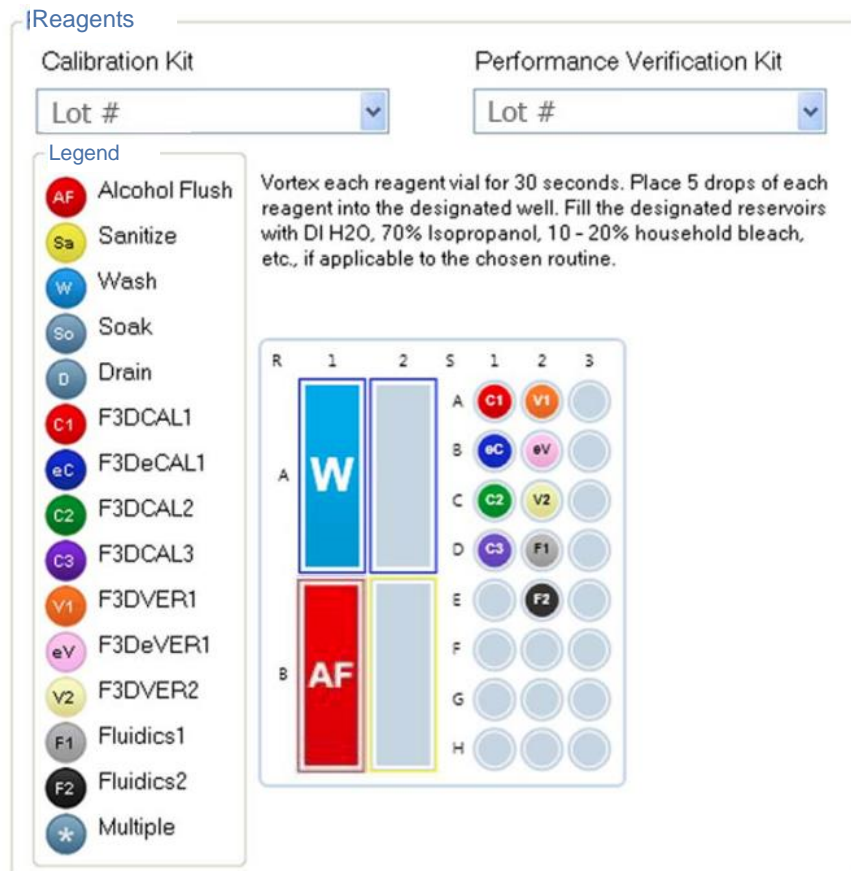 Reagents
Calibration Kit
Performance Verification Kit
Lot #
Lot #
Legend
AF Alcohol Flush
Sa Sanitize
W Wash
So Soak
D Drain
C1 F3DCAL1
eC F3DeCAL1
C2 F3DCAL2
C3 F3DCAL3
V1 F3DVER1
eV F3DeVER1
V2 F3DVER2
F1 Fluidics1
F2 Fluidics2
* Multiple
Vortex each reagent vial for 30 seconds. Place 5 drops of each
reagent into the designated well. Fill the designated reservoirs
with DI H2O, 70% Isopropanol, 10 - 20% household bleach,
etc., if applicable to the chosen routine.
R 1 2 S 1 2 3
A C1 V1
B eC eV
A W
C C2 V2
D C3 F1
E F2
F
B AF
G
H